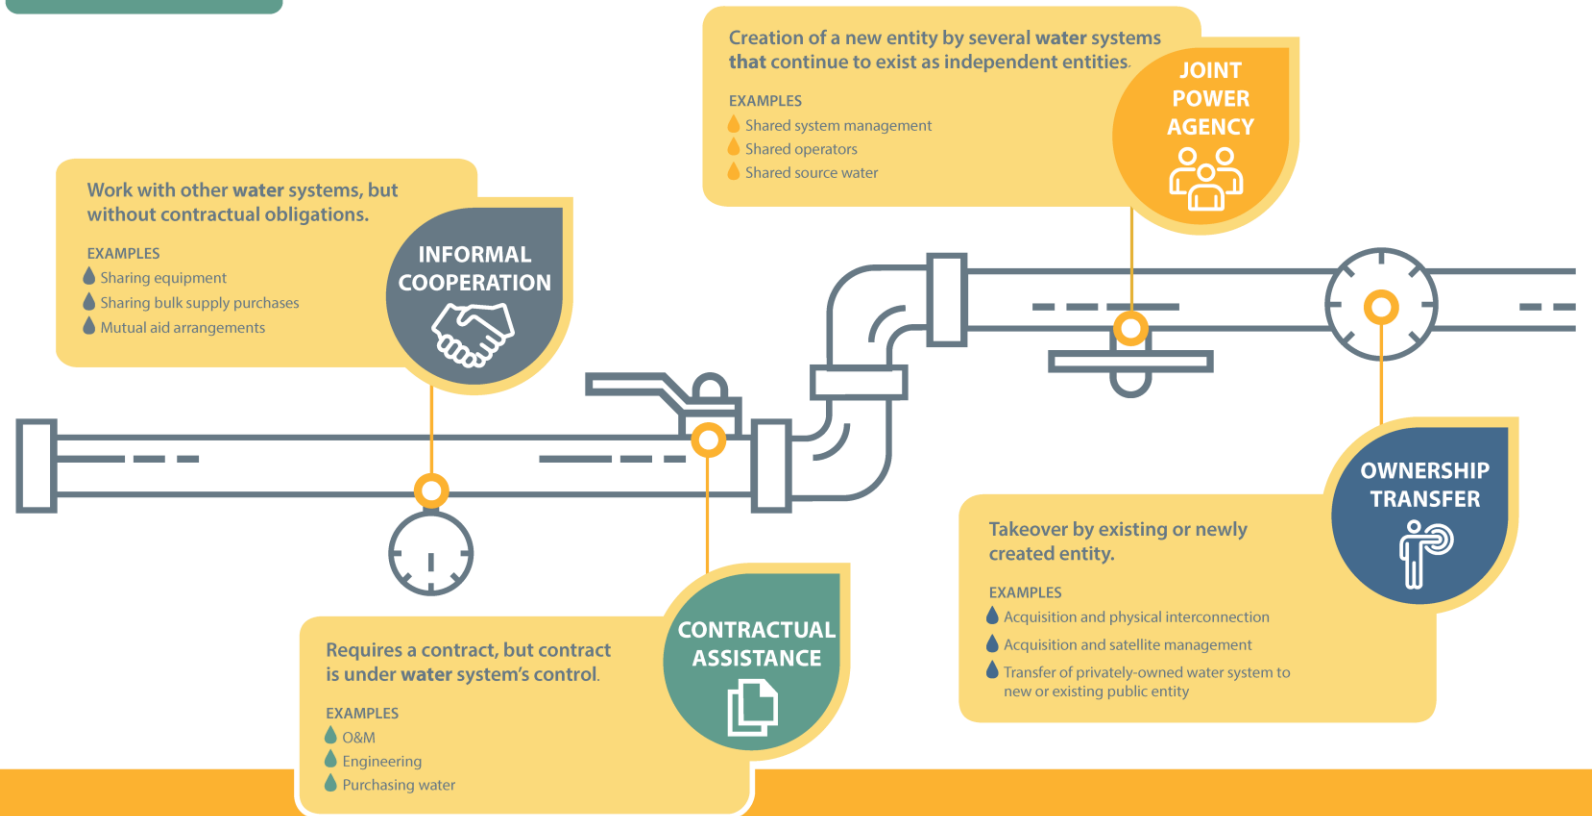 Work with other water systems, but
without contractual obligations.
EXAMPLES
Sharing equipment
Sharing bulk supply purchases
Mutual aid arrangements
INFORMAL
COOPERATION
Requires a contract, but contract
is under water system's control.
EXAMPLES
O&M
Engineering
Purchasing water
CONTRACTUAL
ASSISTANCE
Creation of a new entity by several water systems
that continue to exist as independent entities.
EXAMPLES
Shared system management
Shared operators
Shared source water
JOINT
POWER
AGENCY
Takeover by existing or newly
created entity.
EXAMPLES
Acquisition and physical interconnection
Acquisition and satellite management
Transfer of privately-owned water system to
new or existing public entity
OWNERSHIP
TRANSFER